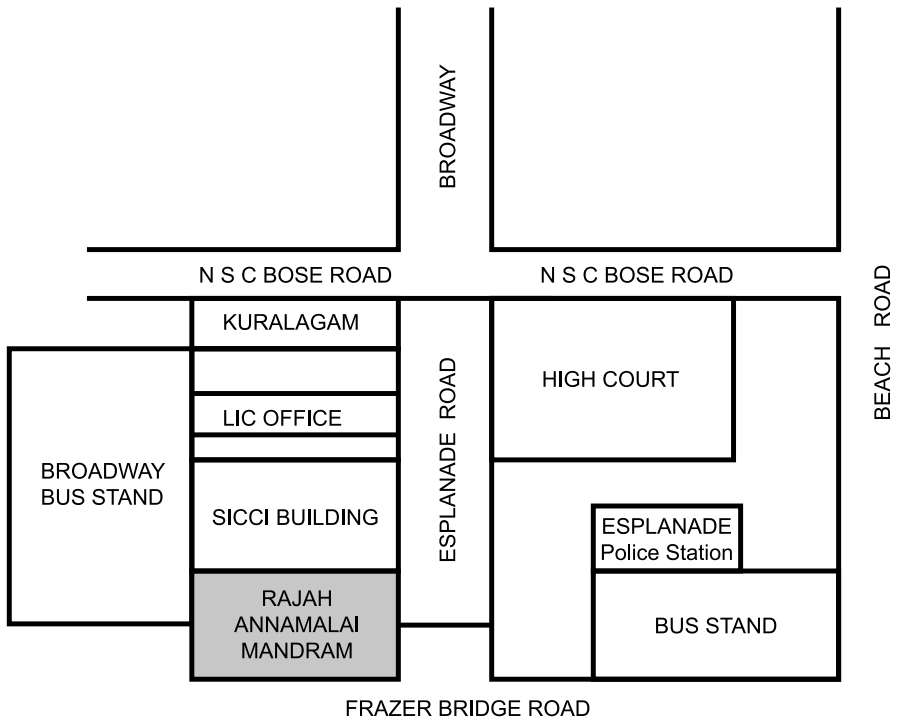 BROADWAY
N S C BOSE ROAD
N S C BOSE ROAD
KURALAGAM
HIGH COURT
BEACH ROAD
LIC OFFICE
BROADWAY
BUS STAND
ESPLANADE ROAD
SICCI BUILDING
ESPLANADE
Police Station
RAJAH
ANNAMALAI
MANDRAM
BUS STAND
FRAZER BRIDGE ROAD